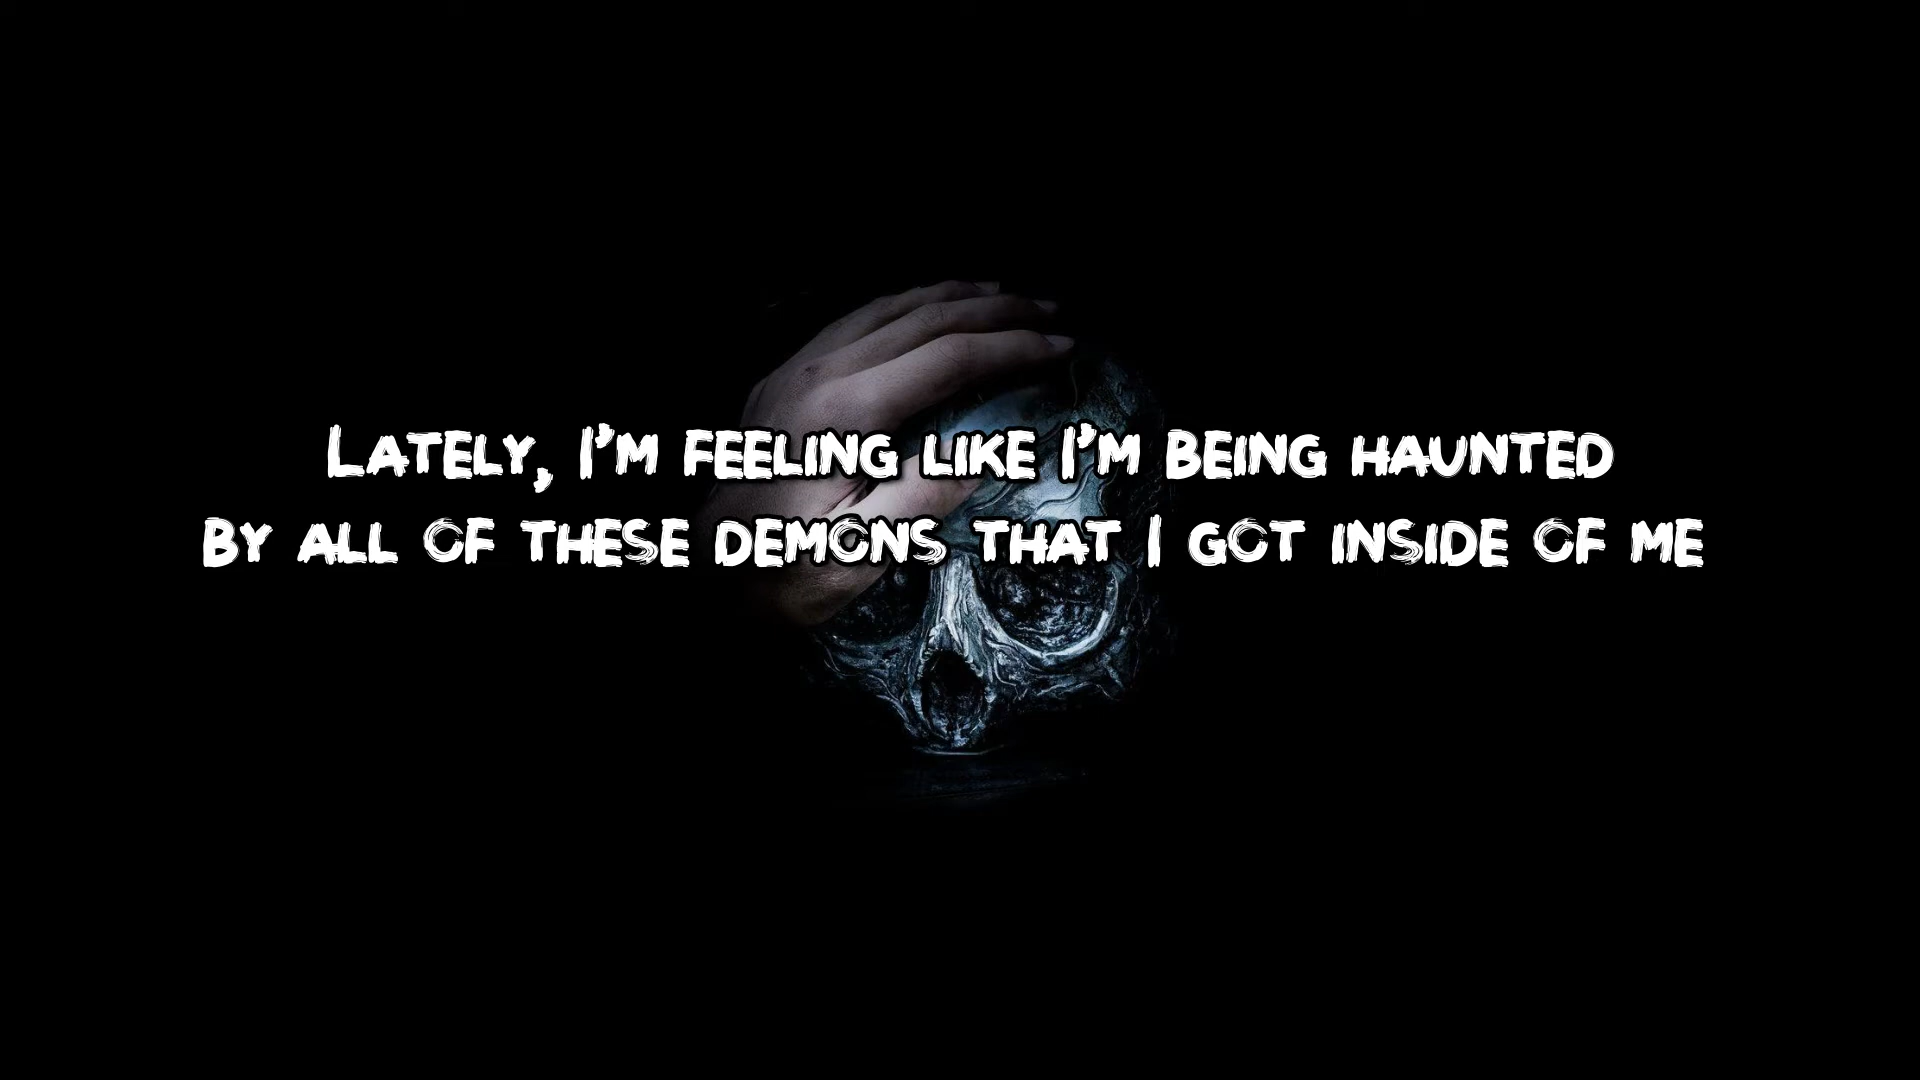 Lately, I'm feeling like I'm being haunted
by all of these demons that I got inside of me